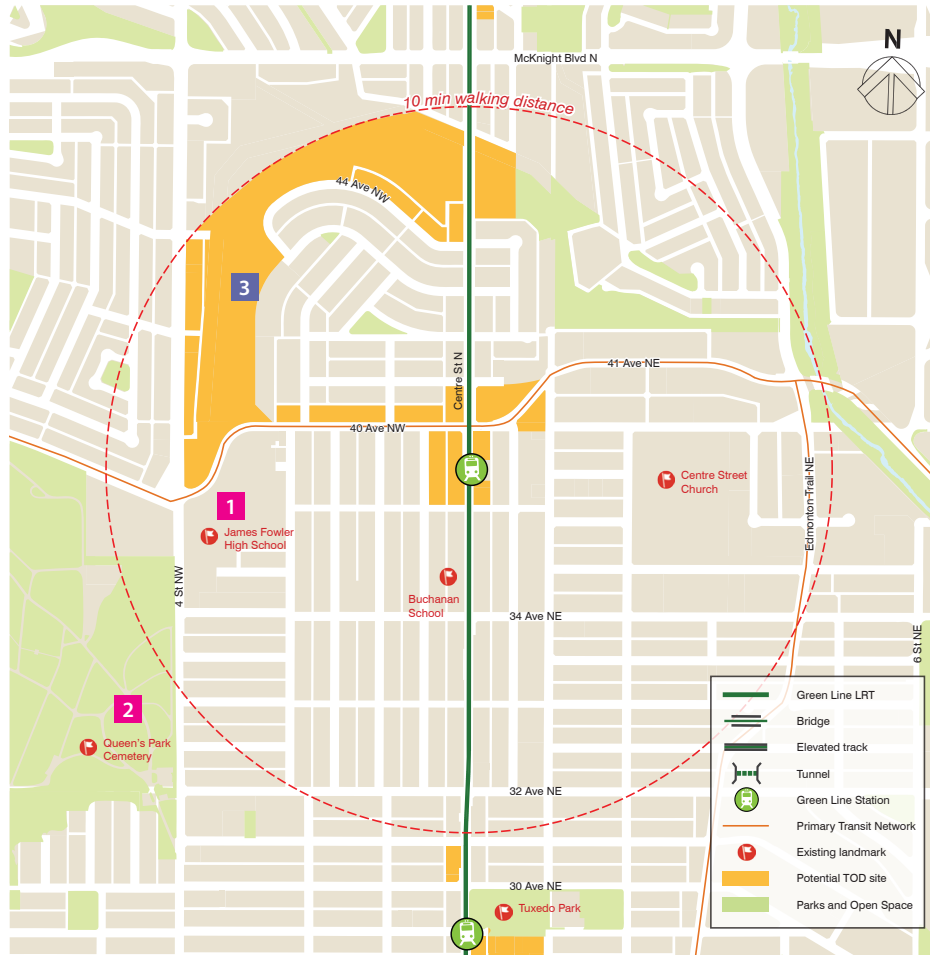 N
McKnight Blvd N
10 min walking distance
44 Ave NW
3
Centre St N
41 Ave NE
40 Ave NW
Centre Street
Church
Edmonton Trail NE
1
James Fowler
High School
Buchanan
School
4 St NW
34 Ave NE
6 St NE
2
Queen's Park
Cemetery
32 Ave NE
30 Ave NE
Tuxedo Park
Green Line LRT
Bridge
Elevated track
Tunnel
Green Line Station
Primary Transit Network
Existing landmark
Potential TOD site
Parks and Open Space